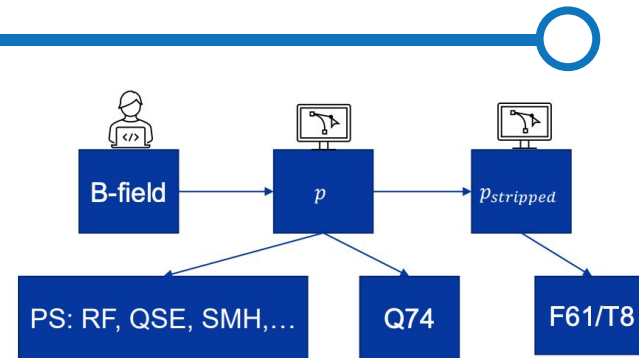 </>
B-field
p
p_stripped
PS: RF, QSE, SMH,...
Q74
F61/T8